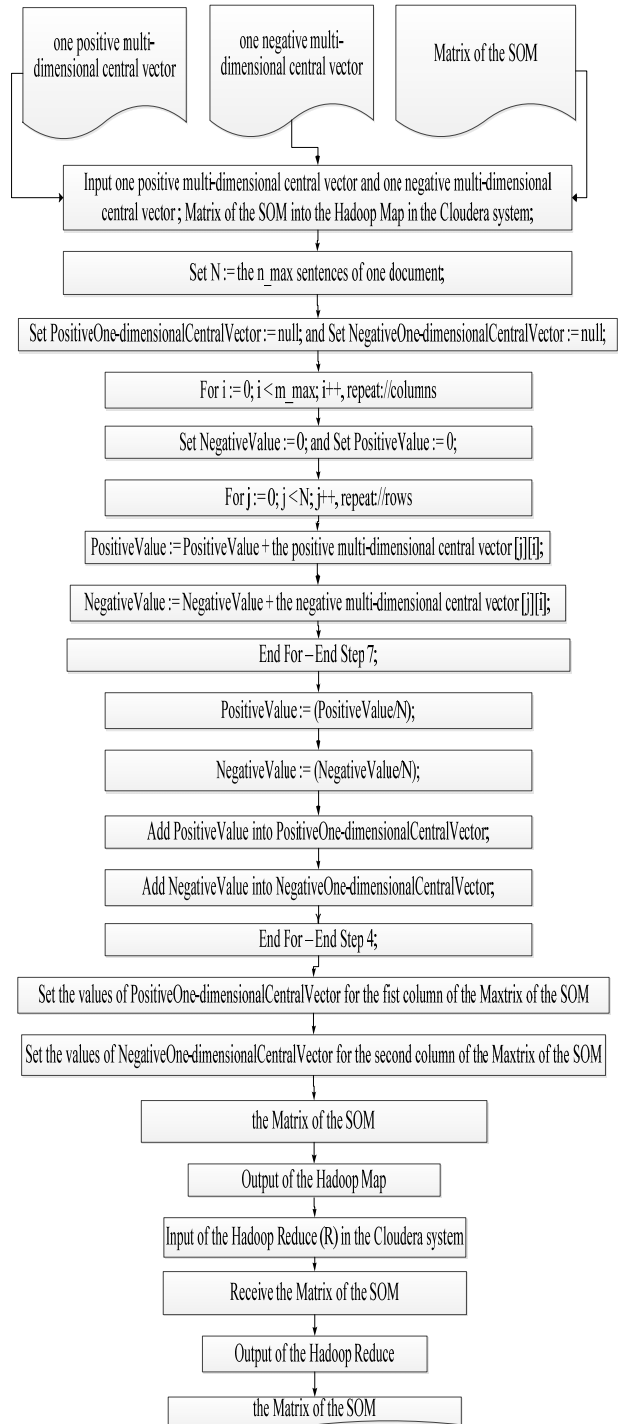 one positive multi-
dimensional central vector
one negative multi-
dimensional central vector
Matrix of the SOM
Input one positive multi-dimensional central vector and one negative multi-dimensional
central vector ; Matrix of the SOM into the Hadoop Map in the Cloudera system;
Set N := the n_max sentences of one document;
Set PositiveOne-dimensionalCentralVector := null; and Set NegativeOne-dimensionalCentralVector := null;
For i := 0; i < m_max; i++, repeat://columns
Set NegativeValue := 0; and Set PositiveValue := 0;
For j := 0; j < N; j++, repeat://rows
PositiveValue := PositiveValue + the positive multi-dimensional central vector [j][i];
NegativeValue := NegativeValue + the negative multi-dimensional central vector [j][i];
End For – End Step 7;
PositiveValue := (PositiveValue/N);
NegativeValue := (NegativeValue/N);
Add PositiveValue into PositiveOne-dimensionalCentralVector;
Add NegativeValue into NegativeOne-dimensionalCentralVector;
End For – End Step 4;
Set the values of PositiveOne-dimensionalCentralVector for the fist column of the Maxtrix of the SOM
Set the values of NegativeOne-dimensionalCentralVector for the second column of the Maxtrix of the SOM
the Matrix of the SOM
Output of the Hadoop Map
Input of the Hadoop Reduce (R) in the Cloudera system
Receive the Matrix of the SOM
Output of the Hadoop Reduce
the Matrix of the SOM